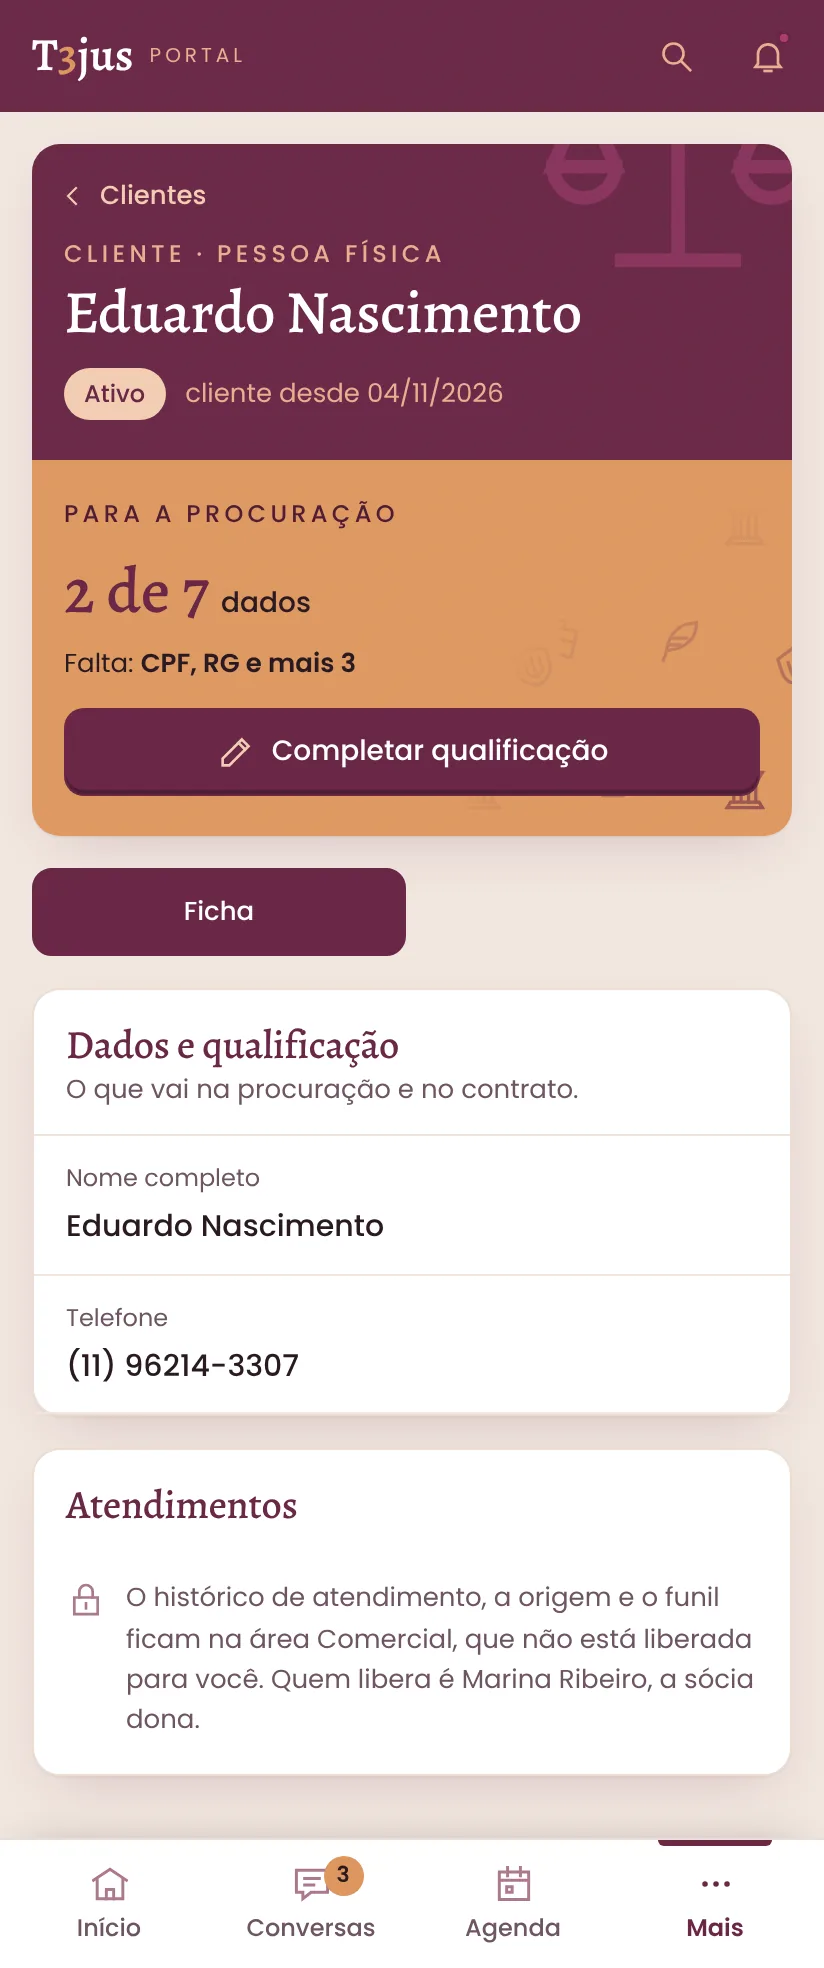 T3jus PORTAL
Clientes
CLIENTE · PESSOA FÍSICA
Eduardo Nascimento
Ativo cliente desde 04/11/2026
PARA A PROCURAÇÃO
2 de 7 dados
Falta: CPF, RG e mais 3
Completar qualificação
Ficha
Dados e qualificação
O que vai na procuração e no contrato.
Nome completo
Eduardo Nascimento
Telefone
(11) 96214-3307
Atendimentos
O histórico de atendimento, a origem e o funil
ficam na área Comercial, que não está liberada
para você. Quem libera é Marina Ribeiro, a sócia
dona.
3
Início Conversas Agenda Mais